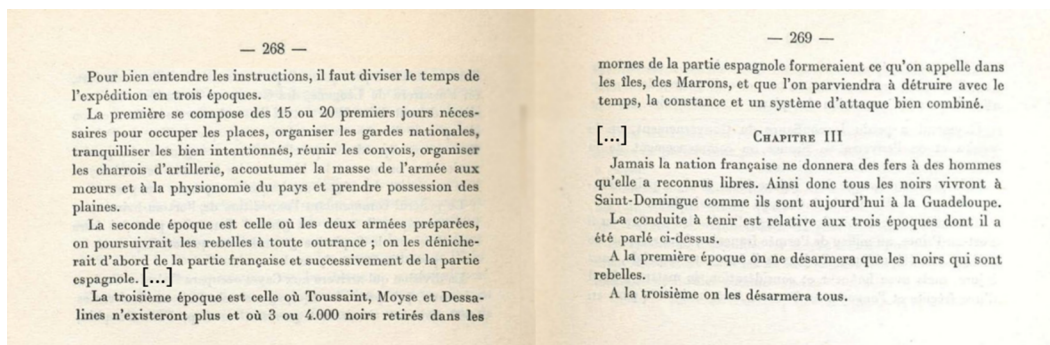 — 268 —
Pour bien entendre les instructions, il faut diviser le temps de
l'expédition en trois époques.
La première se compose des 15 ou 20 premiers jours néces-
saires pour occuper les places, organiser les gardes nationales,
tranquilliser les bien intentionnés, réunir les convois, organiser
les charrois d'artillerie, accoutumer la masse de l'armée aux
mœurs et à la physionomie du pays et prendre possession des
plaines.
La seconde époque est celle où les deux armées préparées,
on poursuivrait les rebelles à toute outrance ; on les déniche-
rait d'abord de la partie française et successivement de la partie
espagnole. [...]
La troisième époque est celle où Toussaint, Moyse et Dessa-
lines n'existeront plus et où 3 ou 4.000 noirs retirés dans les
— 269 —
mornes de la partie espagnole formeraient ce qu'on appelle dans
les îles, des Marrons, et que l'on parviendra à détruire avec le
temps, la constance et un système d'attaque bien combiné.
[...] CHAPTRE III
Jamais la nation française ne donnera des fers à des hommes
qu'elle a reconnus libres. Ainsi donc tous les noirs vivront à
Saint-Domingue comme ils sont aujourd'hui à la Guadeloupe.
La conduite à tenir est relative aux trois époques dont il a
été parlé ci-dessus.
A la première époque on ne désarmera que les noirs qui sont
rebelles.
A la troisième on les désarmera tous.